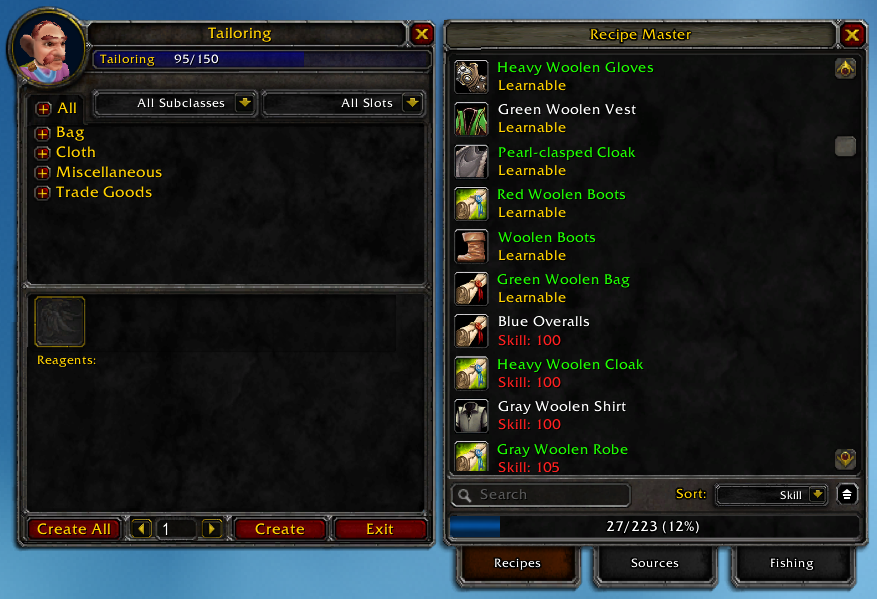 Tailoring
Tailoring 95/150
All
All Subclasses
All Slots
Bag
Cloth
Miscellaneous
Trade Goods
Reagents:
Create All
1
Create
Exit
Recipe Master
Heavy Woolen Gloves
Learnable
Green Woolen Vest
Learnable
Pearl-clasped Cloak
Learnable
Red Woolen Boots
Learnable
Woolen Boots
Learnable
Green Woolen Bag
Learnable
Blue Overalls
Skill: 100
Heavy Woolen Cloak
Skill: 100
Gray Woolen Shirt
Skill: 100
Gray Woolen Robe
Skill: 105
Search
Sort:
Skill
27/223 (12%)
Recipes
Sources
Fishing